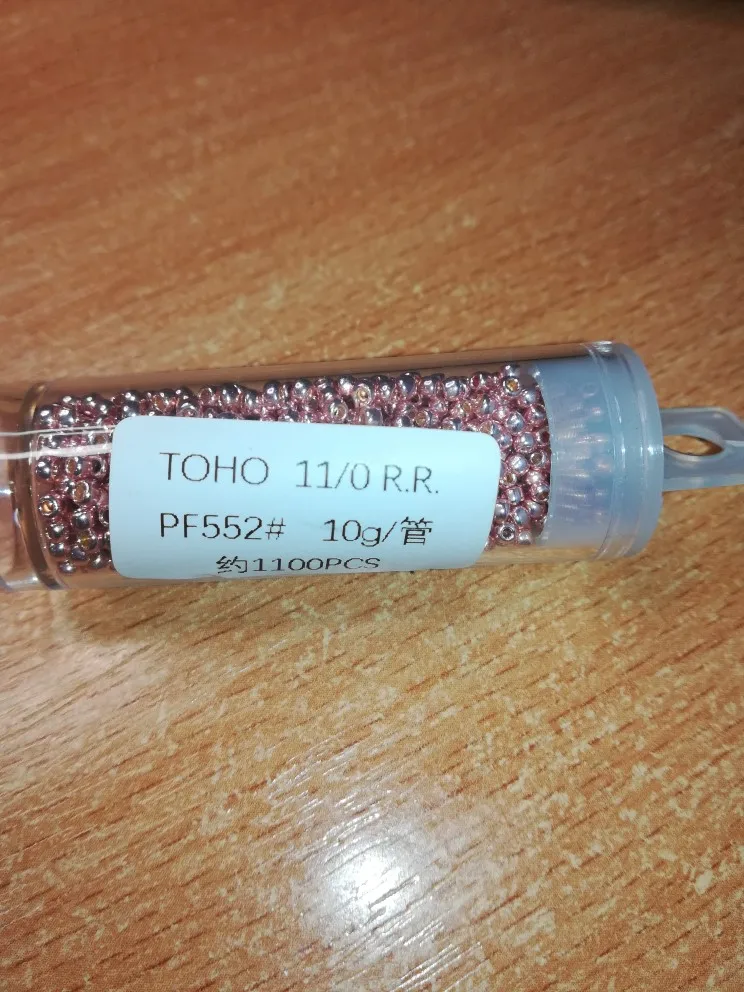 TOHO 11/0 R.R.
PF552# 10g/管
约1100PCS